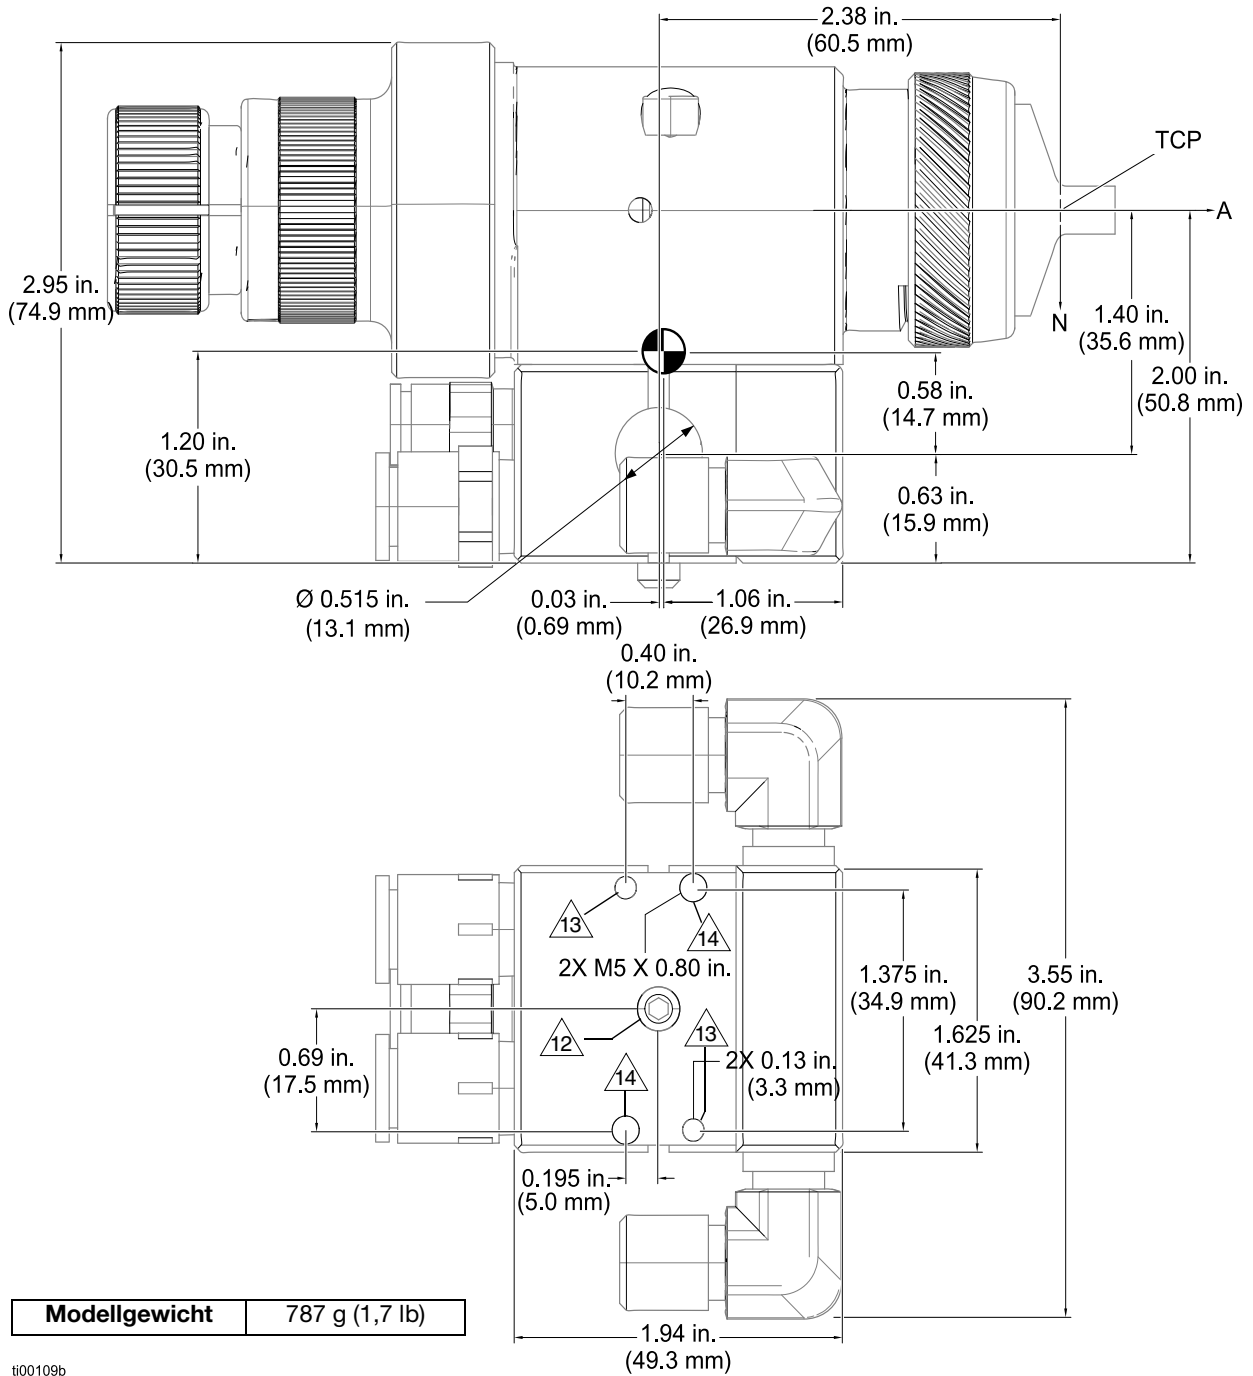 2.38 in.
(60.5 mm)
TCP
A
2.95 in.
(74.9 mm)
N
1.40 in.
(35.6 mm)
2.00 in.
(50.8 mm)
0.58 in.
(14.7 mm)
1.20 in.
(30.5 mm)
0.63 in.
(15.9 mm)
Ø 0.515 in.
(13.1 mm)
0.03 in.
(0.69 mm)
1.06 in.
(26.9 mm)
0.40 in.
(10.2 mm)
13
14
2X M5 X 0.80 in.
1.375 in.
(34.9 mm)
3.55 in.
(90.2 mm)
12
13
1.625 in.
(41.3 mm)
0.69 in.
(17.5 mm)
14
2X 0.13 in.
(3.3 mm)
0.195 in.
(5.0 mm)
Modellgewicht 787 g (1,7 lb)
1.94 in.
(49.3 mm)
ti00109b